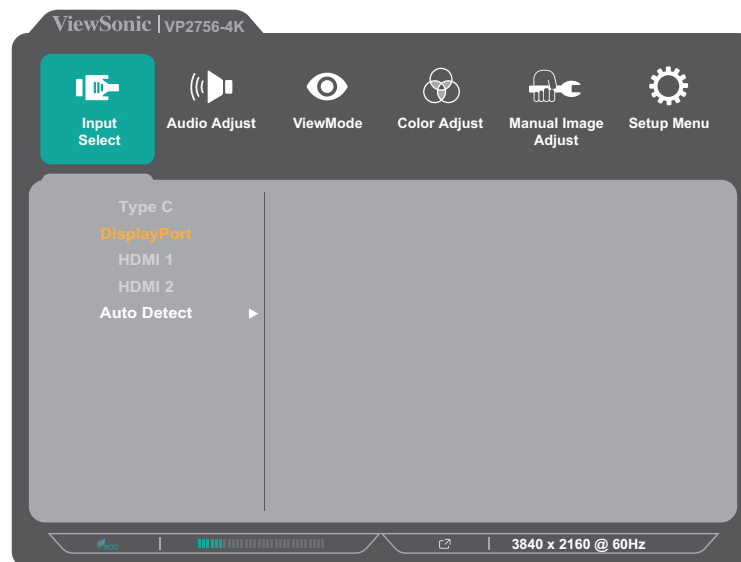 ViewSonic | VP2756-4K
Input Select
Audio Adjust
ViewMode
Color Adjust
Manual Image Adjust
Setup Menu
Type C
DisplayPort
HDMI 1
HDMI 2
Auto Detect
eco
3840 x 2160 @ 60Hz